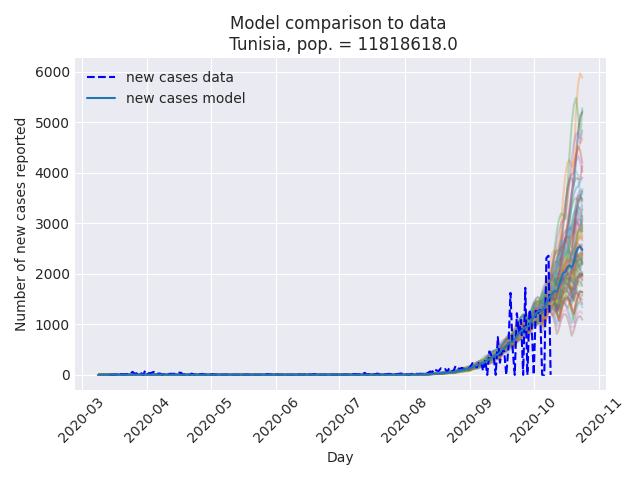 Model comparison to data
Tunisia, pop. = 11818618.0
new cases data
new cases model
Number of new cases reported
6000
5000
4000
3000
2000
1000
0
2020-03
2020-04
2020-05
2020-06
2020-07
2020-08
2020-09
2020-10
2020-11
Day